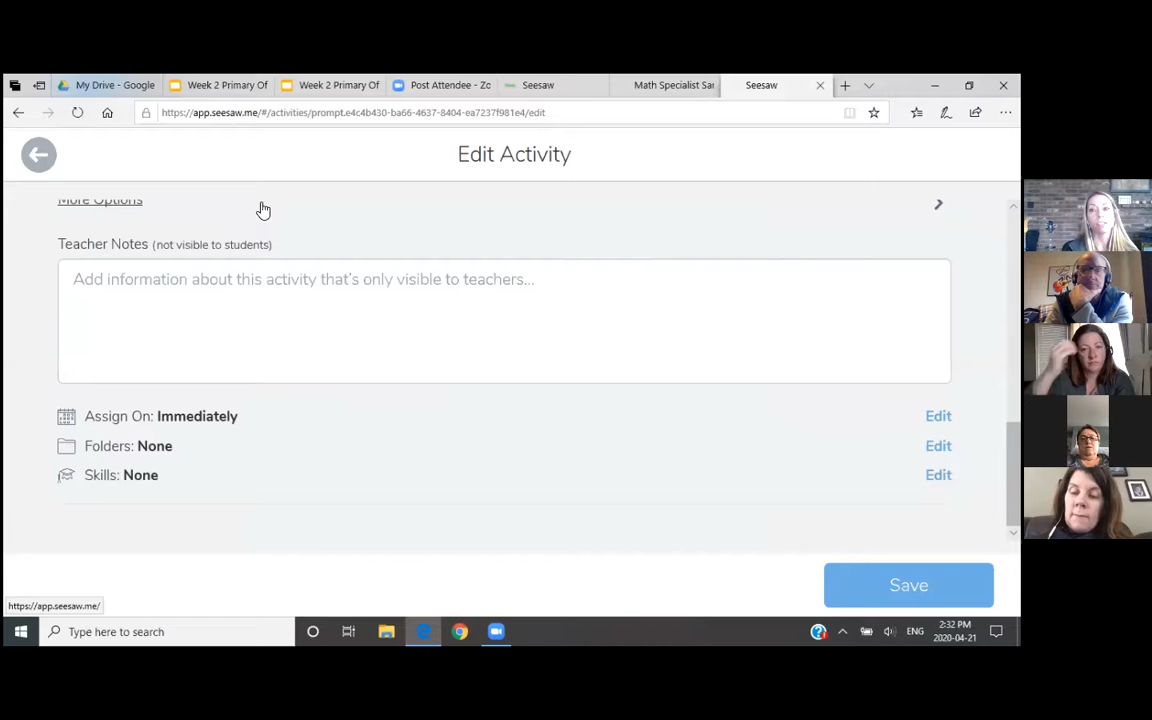 My Drive - Google
Week 2 Primary Of
Week 2 Primary Of
Post Attendee - Zo
Seesaw
Math Specialist Sar
Seesaw
https://app.seesaw.me/#/activities/prompt.e4c4b430-ba66-4637-8404-ea7237f981e4/edit
Edit Activity
More Options
Teacher Notes (not visible to students)
Add information about this activity that's only visible to teachers...
Assign On: Immediately Edit
Folders: None Edit
Skills: None Edit
Save
https://app.seesaw.me/
Type here to search
ENG
2:32 PM
2020-04-21